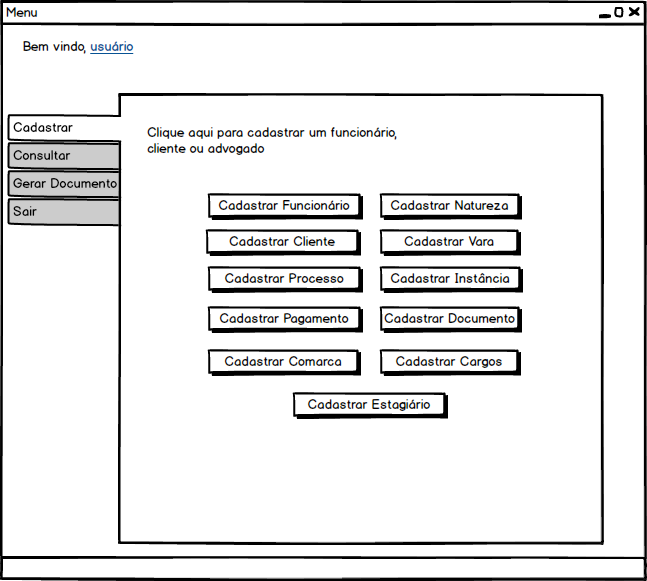 Menu
Bem vindo, usuário
Cadastrar
Consultar
Gerar Documento
Sair
Clique aqui para cadastrar um funcionário,
cliente ou advogado
Cadastrar Funcionário
Cadastrar Natureza
Cadastrar Cliente
Cadastrar Vara
Cadastrar Processo
Cadastrar Instância
Cadastrar Pagamento
Cadastrar Documento
Cadastrar Comarca
Cadastrar Cargos
Cadastrar Estagiário